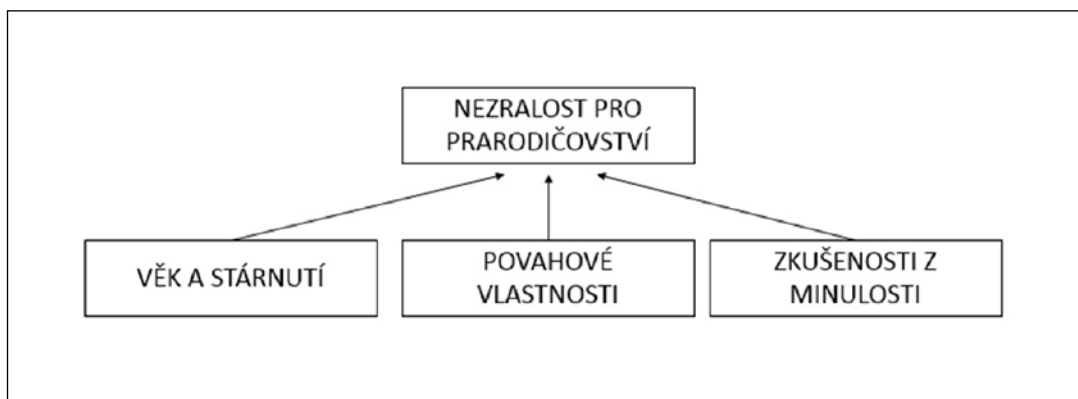 NEZRALOST PRO
PRARODIČOVSTVÍ
VĚK A STÁRNUTÍ
POVAHOVÉ
VLASTNOSTI
ZKUŠENOSTI Z
MINULOSTI